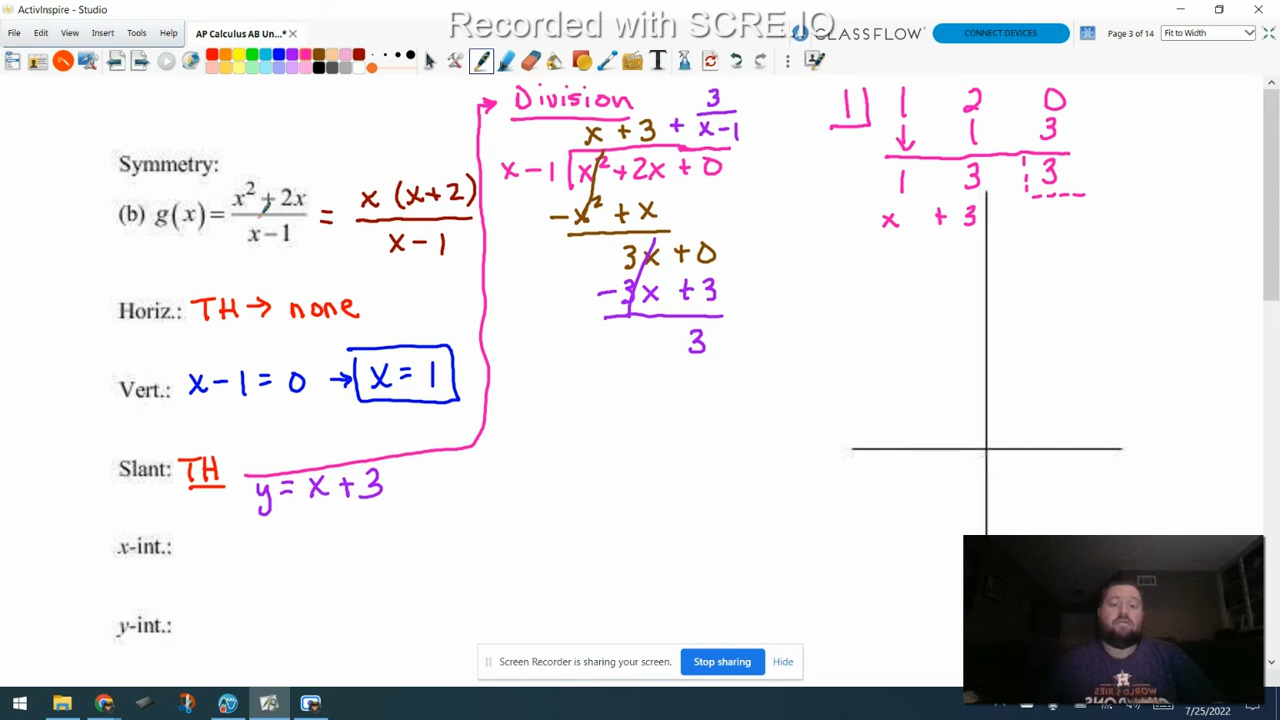 ActivInspire - Studio
Recorded with SCRE.IO
File Edit View Insert Tools Help
AP Calculus AB Un...*
CLASSFLOW
CONNECT DEVICES
Page 3 of 14
Fit to Width
Symmetry:
(b) g(x) = (x² + 2x)/(x − 1) = x(x+2)/(x − 1)
Horiz.: TH → none
Vert.: x − 1 = 0 → x = 1
Slant: TH y = x + 3
x-int.:
y-int.:
Division
x + 3 + 3/(x−1)
x − 1 x² + 2x + 0
− x² + x
3x + 0
− 3x + 3
3
1 1 2 0
↓ 1 3
1 3 3
x + 3
Screen Recorder is sharing your screen.
Stop sharing
Hide
WORLD SERIES
7/25/2022